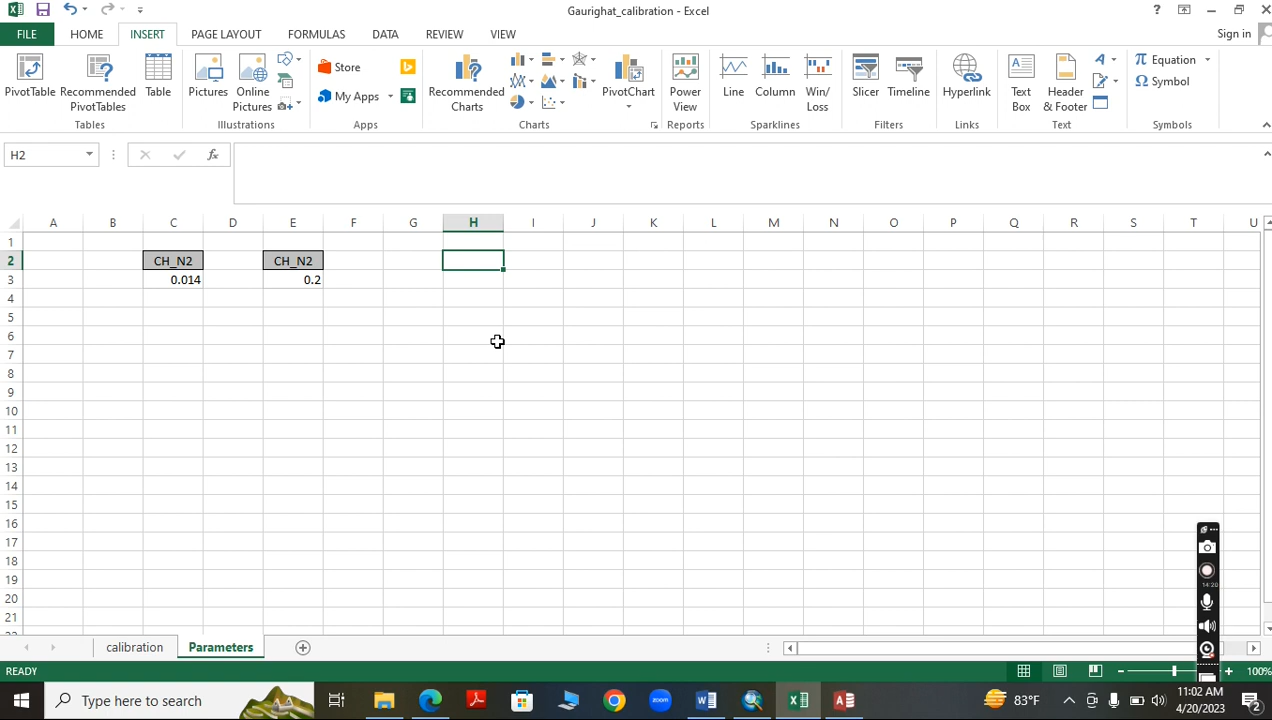 Gaurighat_calibration - Excel
?
FILE HOME INSERT PAGE LAYOUT FORMULAS DATA REVIEW VIEW Sign in
PivotTable Recommended PivotTables Table
Pictures Online Pictures
Store
My Apps
Recommended Charts PivotChart
Power View
Line Column Win/Loss
Slicer Timeline
Hyperlink
Text Box Header & Footer
Equation
Symbol
Tables Illustrations Apps Charts Reports Sparklines Filters Links Text Symbols
H2 fx
A B C D E F G H I J K L M N O P Q R S T U
1
2 CH_N2 CH_N2
3 0.014 0.2
4
5
6
7
8
9
10
11
12
13
14
15
16
17
18
19
20
21
14:20
calibration Parameters
READY 100%
Type here to search 83°F 11:02 AM
4/20/2023 2